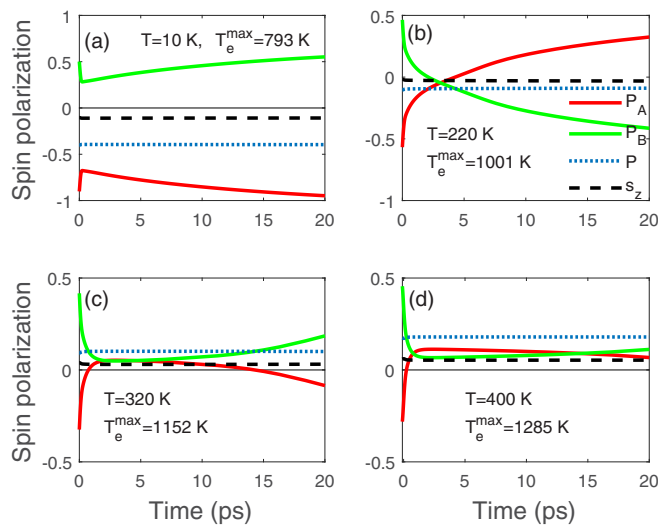 Spin polarization
1
0.5
0
-0.5
-1
(a)
T=10 K, T_e^max=793 K
0 5 10 15 20
0.5
0
-0.5
-1
(b)
T=220 K
T_e^max=1001 K
P_A
P_B
P
s_z
0 5 10 15 20
Spin polarization
0.5
0
-0.5
(c)
T=320 K
T_e^max=1152 K
0 5 10 15 20
Time (ps)
0.5
0
-0.5
(d)
T=400 K
T_e^max=1285 K
0 5 10 15 20
Time (ps)